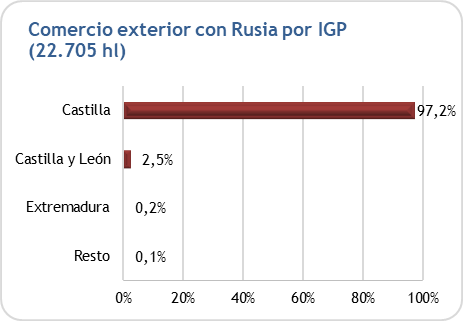 Comercio exterior con Rusia por IGP
(22.705 hl)
Castilla 97,2%
Castilla y León 2,5%
Extremadura 0,2%
Resto 0,1%
0% 20% 40% 60% 80% 100%